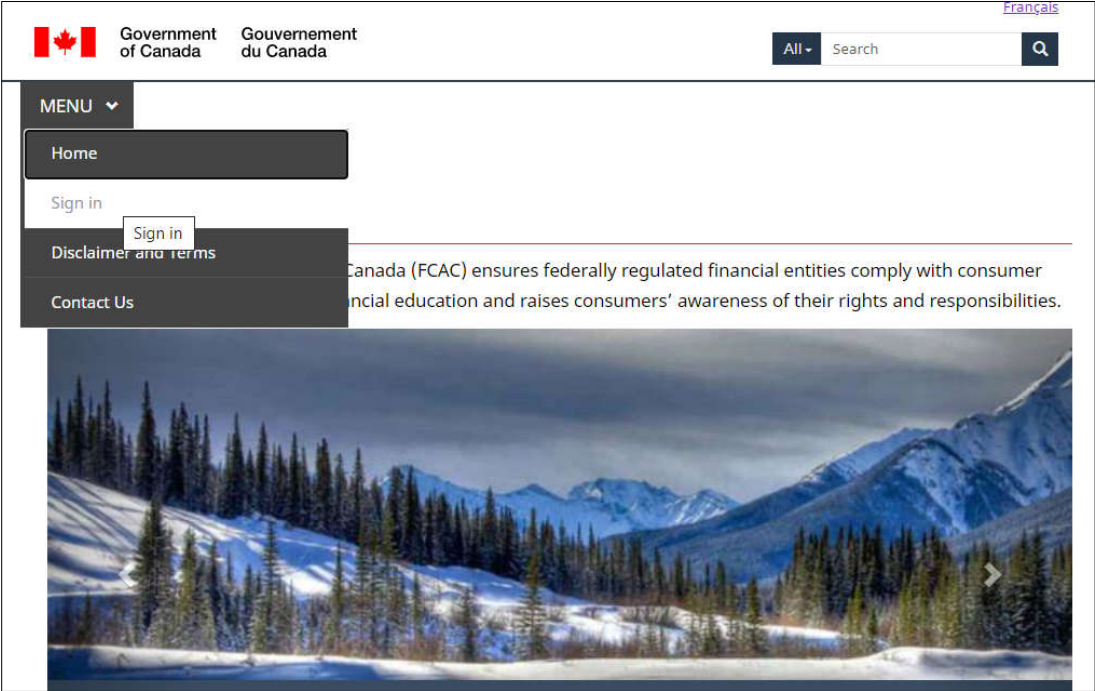 Français
Government of Canada
Gouvernement du Canada
All
Search
MENU
Home
Sign in
Sign in
Disclaimer and Terms
Contact Us
Canada (FCAC) ensures federally regulated financial entities comply with consumer
ncial education and raises consumers' awareness of their rights and responsibilities.